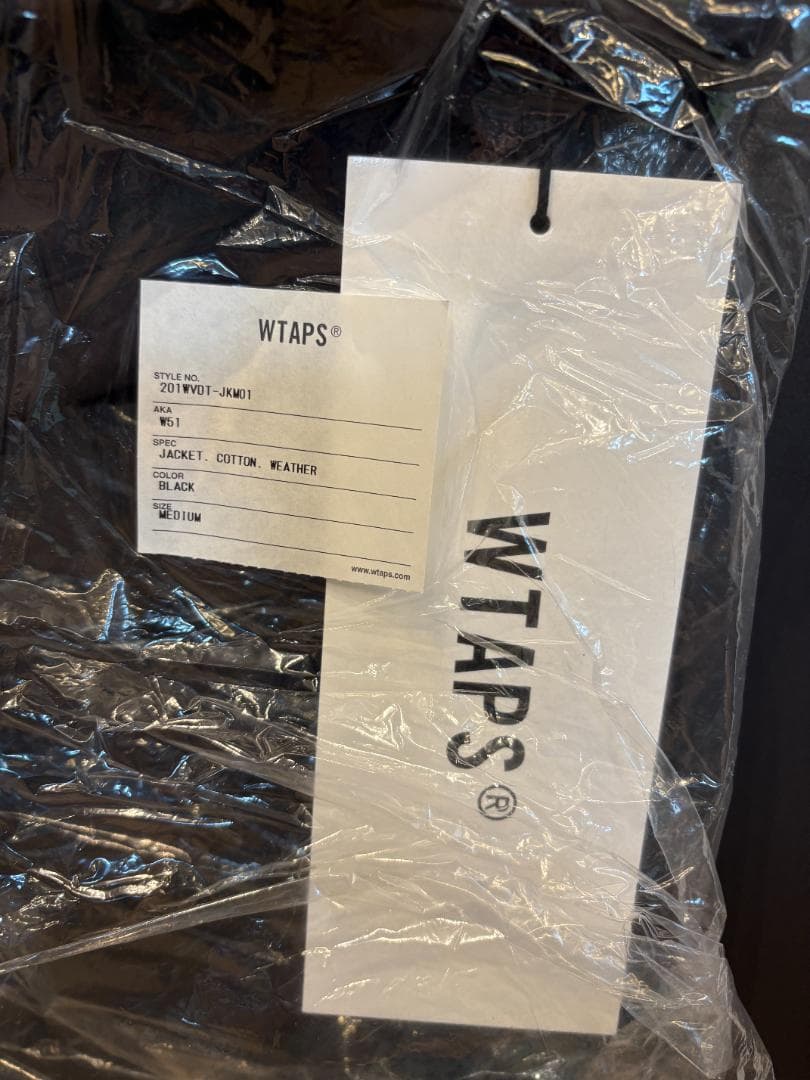 WTAPS®
STYLE NO.
201WVDT-JKM01
AKA
W51
SPEC
JACKET. COTTON. WEATHER
COLOR
BLACK
SIZE
MEDIUM
www.wtaps.com
WTAPS®